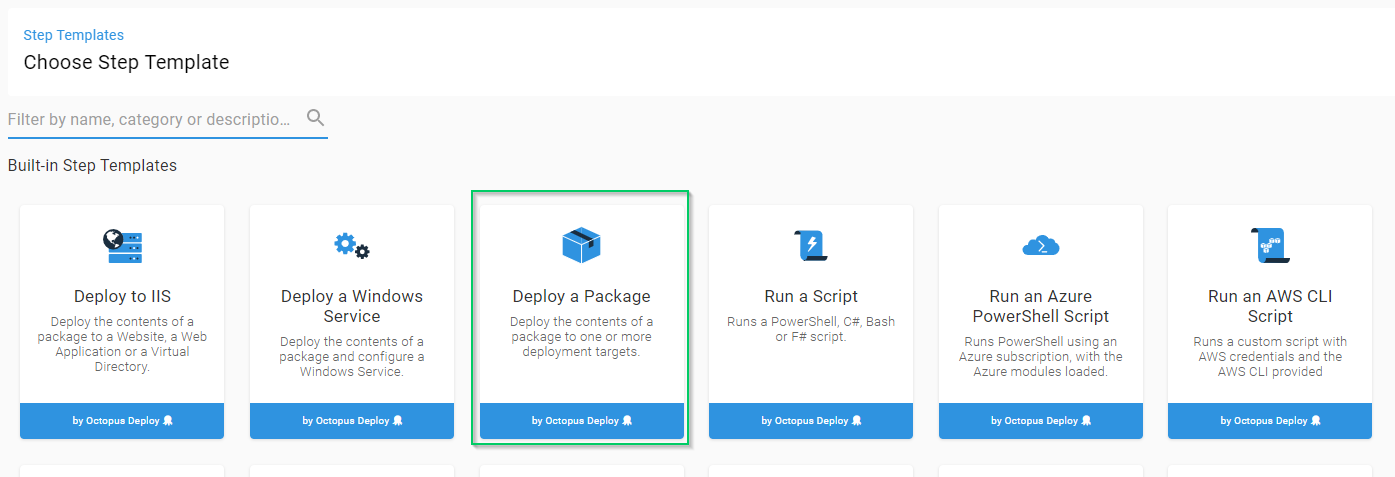 Step Templates
Choose Step Template
Filter by name, category or descriptio...
Built-in Step Templates
Deploy to IIS
Deploy the contents of a
package to a Website, a Web
Application or a Virtual
Directory.
by Octopus Deploy
Deploy a Windows
Service
Deploy the contents of a
package and configure a
Windows Service.
by Octopus Deploy
Deploy a Package
Deploy the contents of a
package to one or more
deployment targets.
by Octopus Deploy
Run a Script
Runs a PowerShell, C#, Bash
or F# script.
by Octopus Deploy
Run an Azure
PowerShell Script
Runs PowerShell using an
Azure subscription, with the
Azure modules loaded.
by Octopus Deploy
Run an AWS CLI
Script
Runs a custom script with
AWS credentials and the
AWS CLI provided
by Octopus Deploy